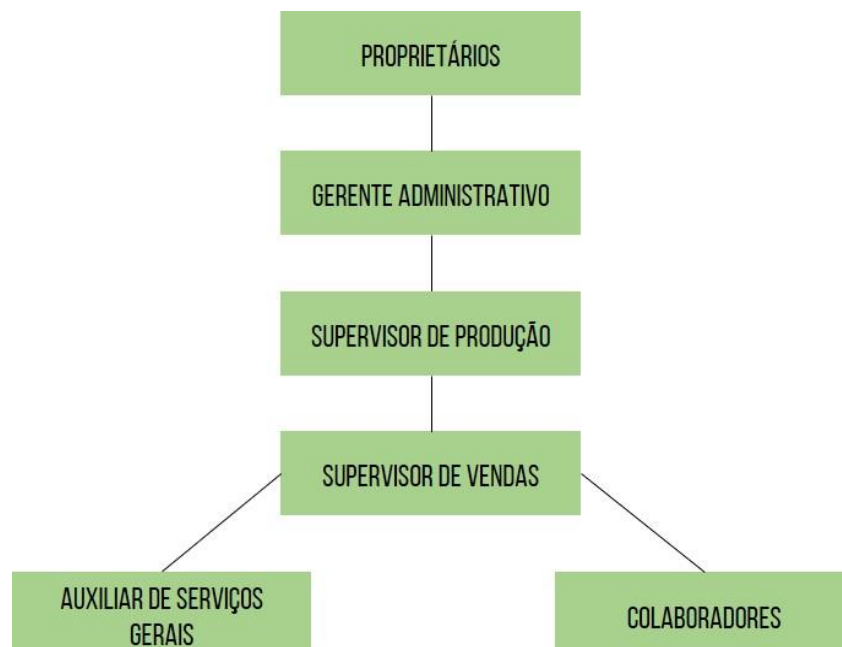 PROPRIETÁRIOS
GERENTE ADMINISTRATIVO
SUPERVISOR DE PRODUÇÃO
SUPERVISOR DE VENDAS
AUXILIAR DE SERVIÇOS
GERAIS
COLABORADORES